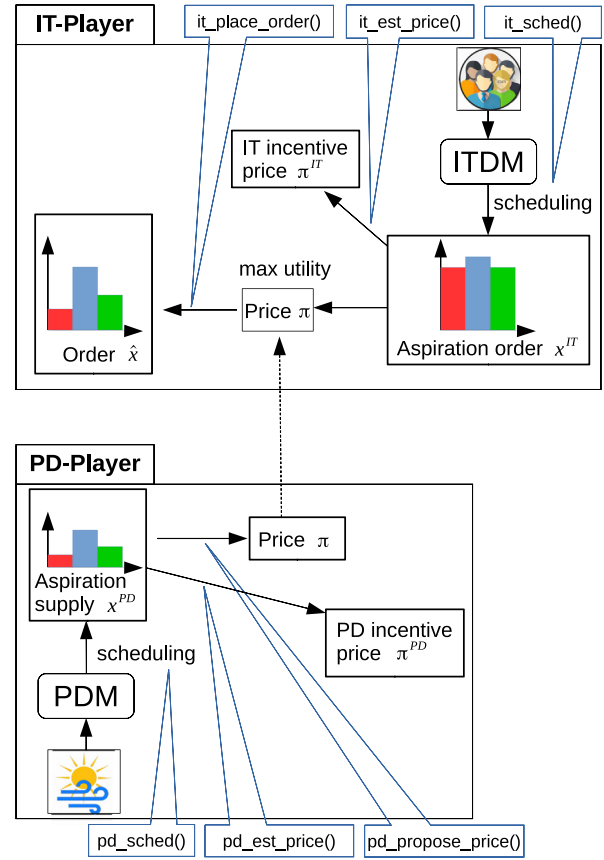 IT-Player
it_place_order()
it_est_price()
it_sched()
IT incentive
price π^IT
ITDM
scheduling
max utility
Price π
Order x̂
Aspiration order x^IT
PD-Player
Aspiration
supply x^PD
Price π
PD incentive
price π^PD
scheduling
PDM
pd_sched()
pd_est_price()
pd_propose_price()